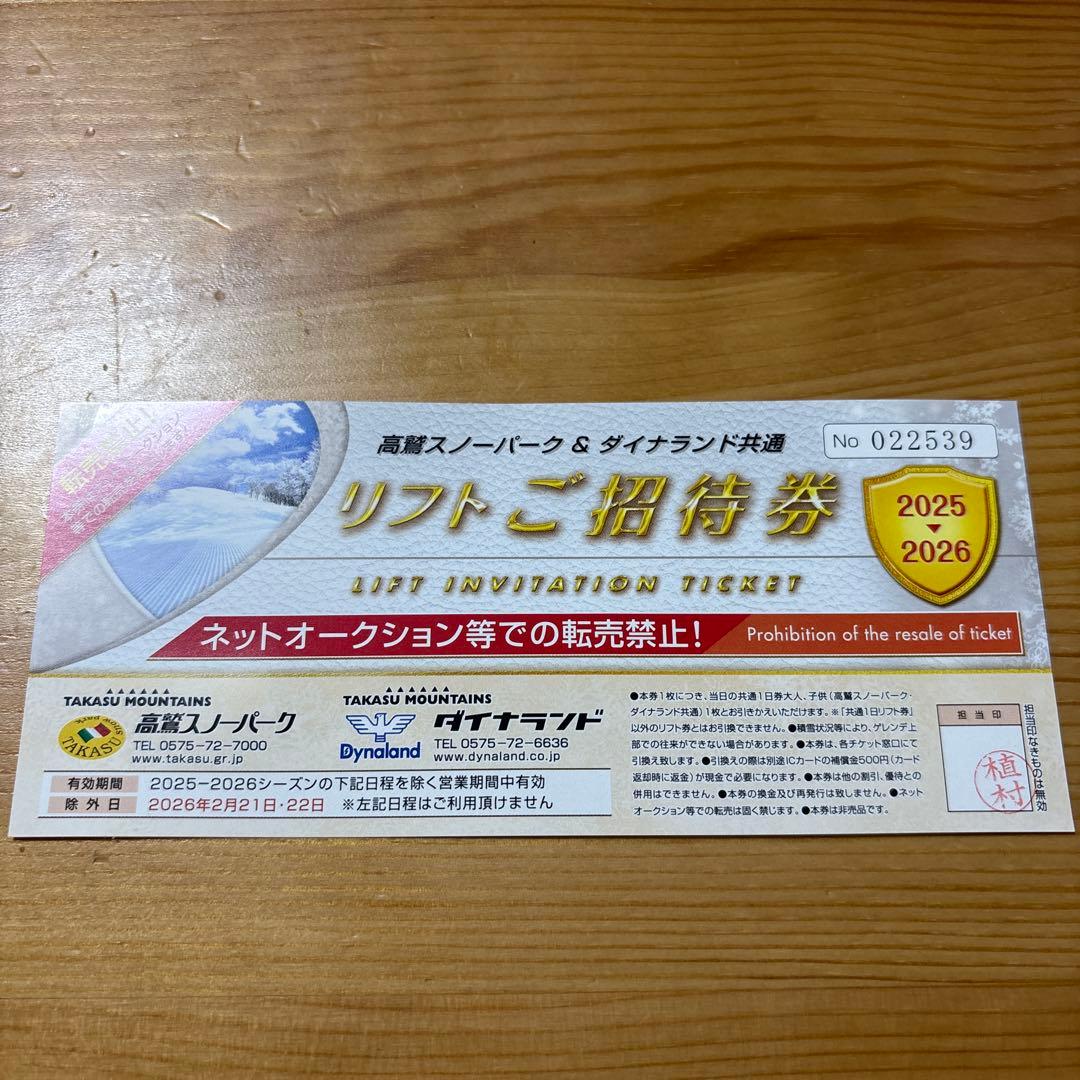 転売禁止!
高鷲スノーパーク & ダイナランド共通
No 022539
リフトご招待券
2025
▼
2026
LIFT INVITATION TICKET
ネットオークション等での転売禁止!
Prohibition of the resale of ticket
TAKASU MOUNTAINS
Snow park
TAKASU
高鷲スノーパーク
TEL 0575-72-7000
www.takasu.gr.jp
TAKASU MOUNTAINS
Dynaland
ダイナランド
TEL 0575-72-6636
www.dynaland.co.jp
有効期間 2025-2026シーズンの下記日程を除く営業期間中有効
除外日 2026年2月21日・22日 ※左記日程はご利用頂けません
●本券1枚につき、当日の共通1日券大人、子供(高鷲スノーパーク・
ダイナランド共通)1枚とお引きかえいただけます。※「共通1日リフト券」
以外のリフト券とはお引換できません。●積雪状況等により、ゲレンデ上
部での往来ができない場合があります。●本券は、各チケット窓口にて
引換え致します。●引換えの際は別途ICカードの補償金500円(カード
返却時に返金)が現金で必要になります。●本券は他の割引、優待との
併用はできません。●本券の換金及び再発行は致しません。●ネット
オークション等での転売は固く禁じます。●本券は非売品です。
担当印
植村
担当印なきものは無効